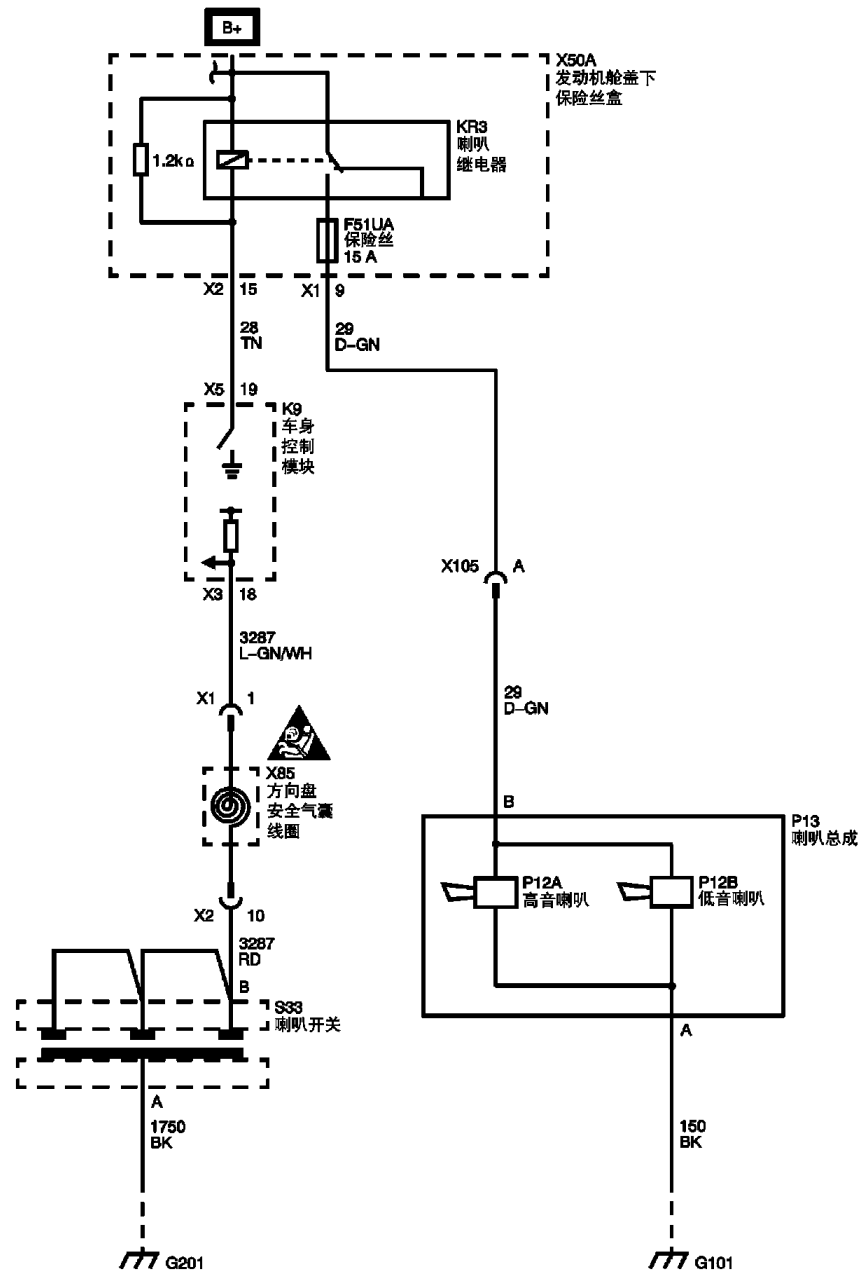 B+
X50A
发动机舱盖下
保险丝盒
KR3
喇叭
继电器
1.2kΩ
F51UA
保险丝
15 A
X2 15
X1 9
28
TN
29
D-GN
X5 19
K9
车身
控制
模块
X3 18
X105 A
3287
L-GN/WH
X1 1
29
D-GN
X85
方向盘
安全气囊
线圈
B
P13
喇叭总成
P12A
高音喇叭
P12B
低音喇叭
X2 10
3287
RD
B
S33
喇叭开关
A
A
1750
BK
150
BK
G201
G101